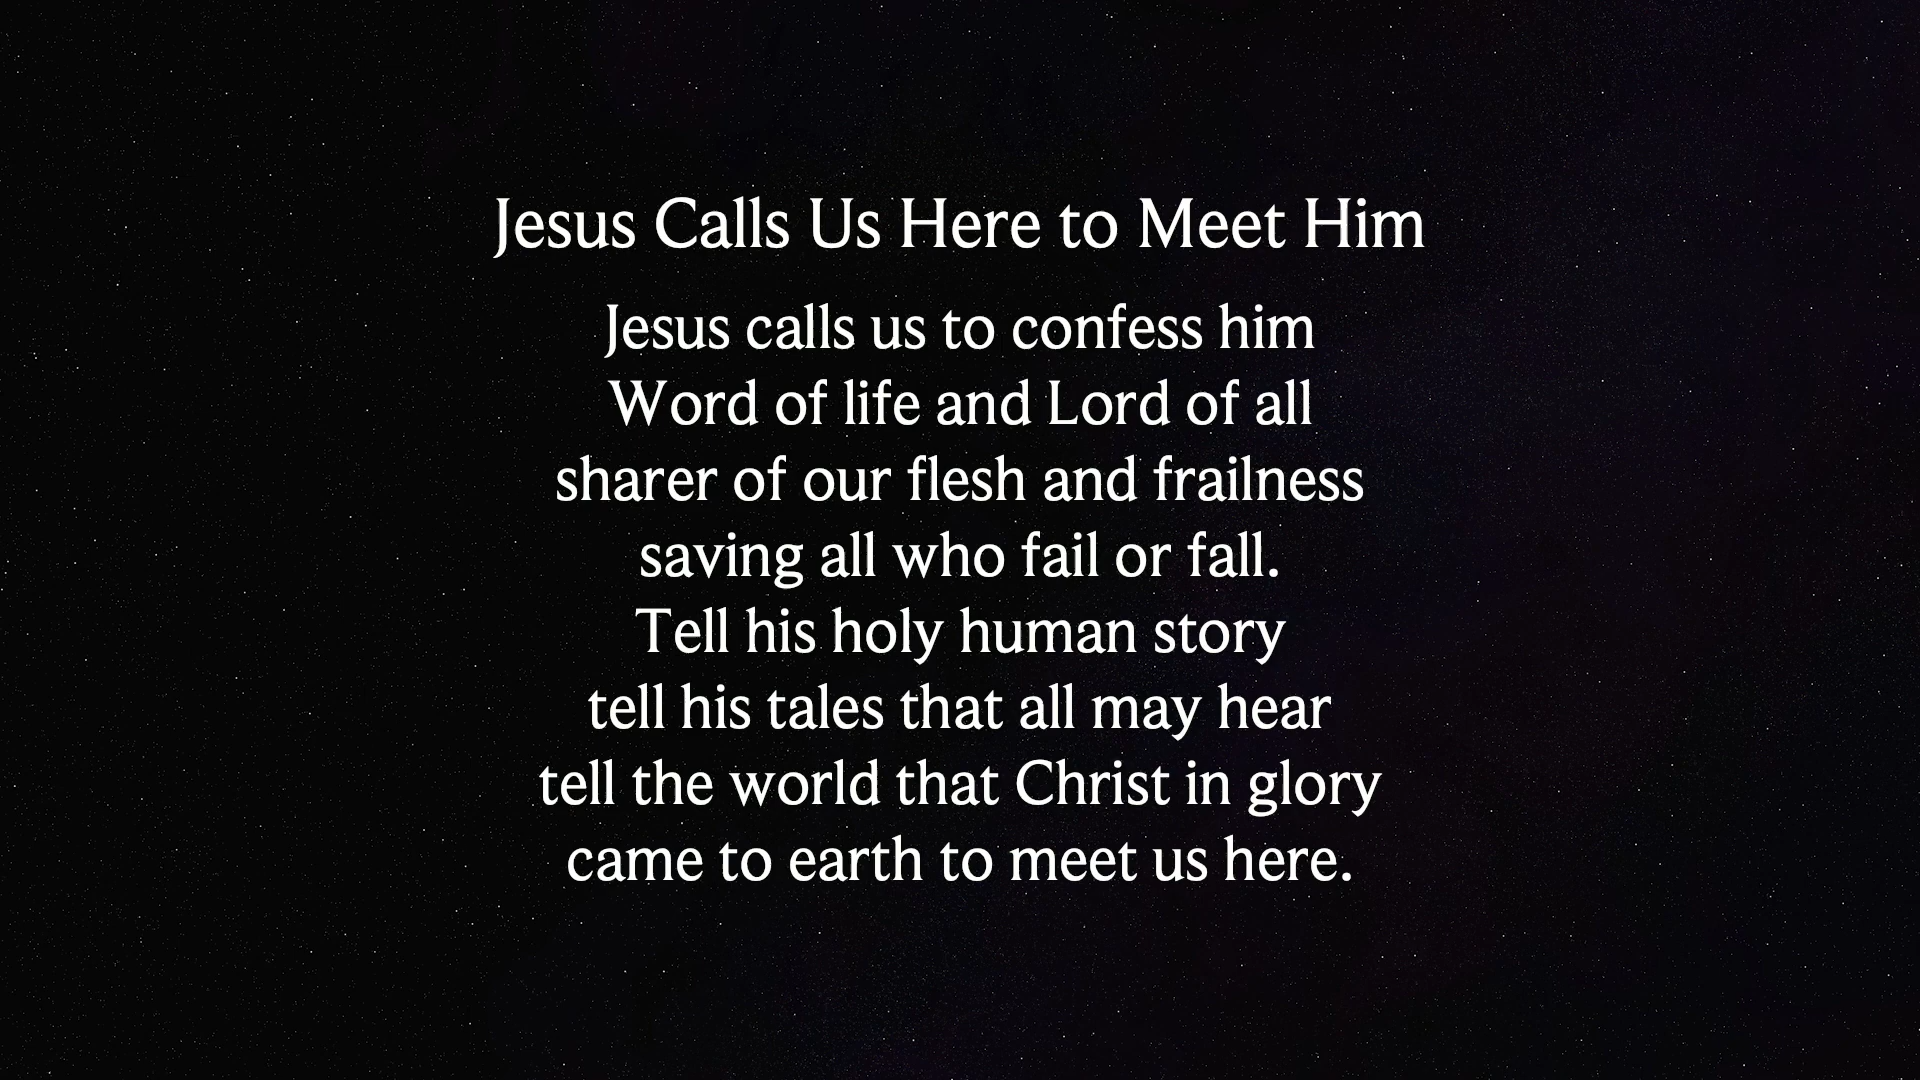 Jesus Calls Us Here to Meet Him
Jesus calls us to confess him
Word of life and Lord of all
sharer of our flesh and frailness
saving all who fail or fall.
Tell his holy human story
tell his tales that all may hear
tell the world that Christ in glory
came to earth to meet us here.